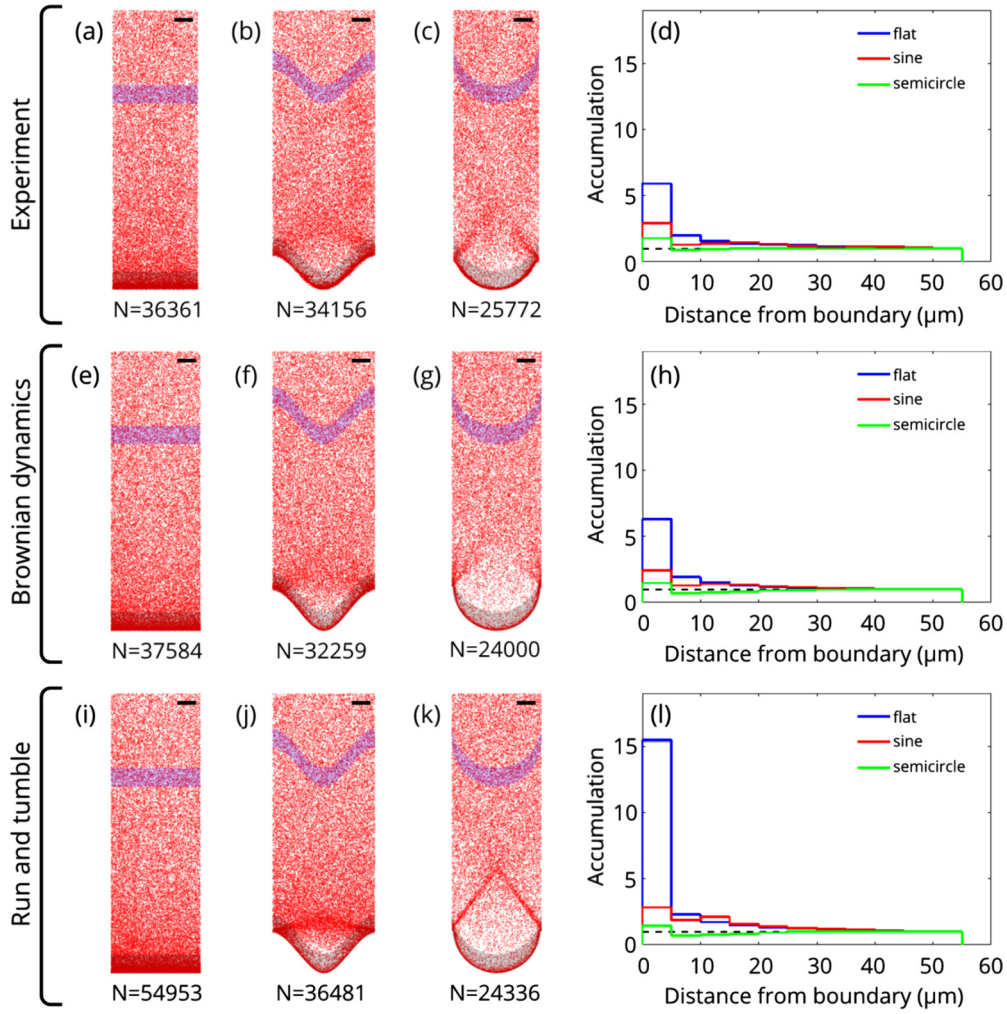 Experiment
(a)
(b)
(c)
N=36361
N=34156
N=25772
(d)
flat
sine
semicircle
Accumulation
15
10
5
0
0 10 20 30 40 50 60
Distance from boundary (μm)
Brownian dynamics
(e)
(f)
(g)
N=37584
N=32259
N=24000
(h)
flat
sine
semicircle
Accumulation
15
10
5
0
0 10 20 30 40 50 60
Distance from boundary (μm)
Run and tumble
(i)
(j)
(k)
N=54953
N=36481
N=24336
(l)
flat
sine
semicircle
Accumulation
15
10
5
0
0 10 20 30 40 50 60
Distance from boundary (μm)